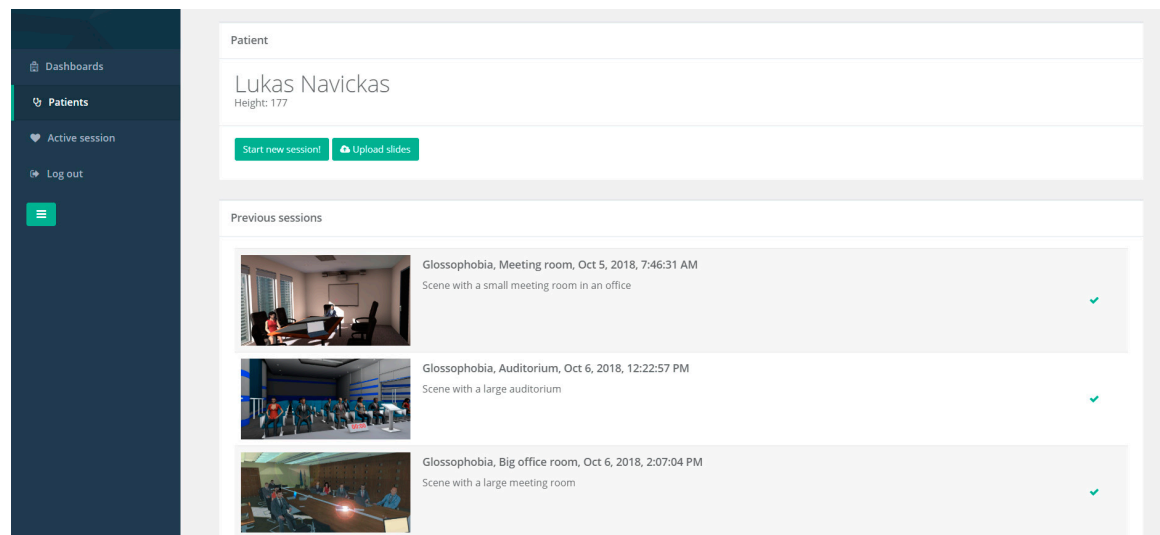 Dashboards
Patients
Active session
Log out
Patient
Lukas Navickas
Height: 177
Start new session!
Upload slides
Previous sessions
Glossophobia, Meeting room, Oct 5, 2018, 7:46:31 AM
Scene with a small meeting room in an office
Glossophobia, Auditorium, Oct 6, 2018, 12:22:57 PM
Scene with a large auditorium
Glossophobia, Big office room, Oct 6, 2018, 2:07:04 PM
Scene with a large meeting room